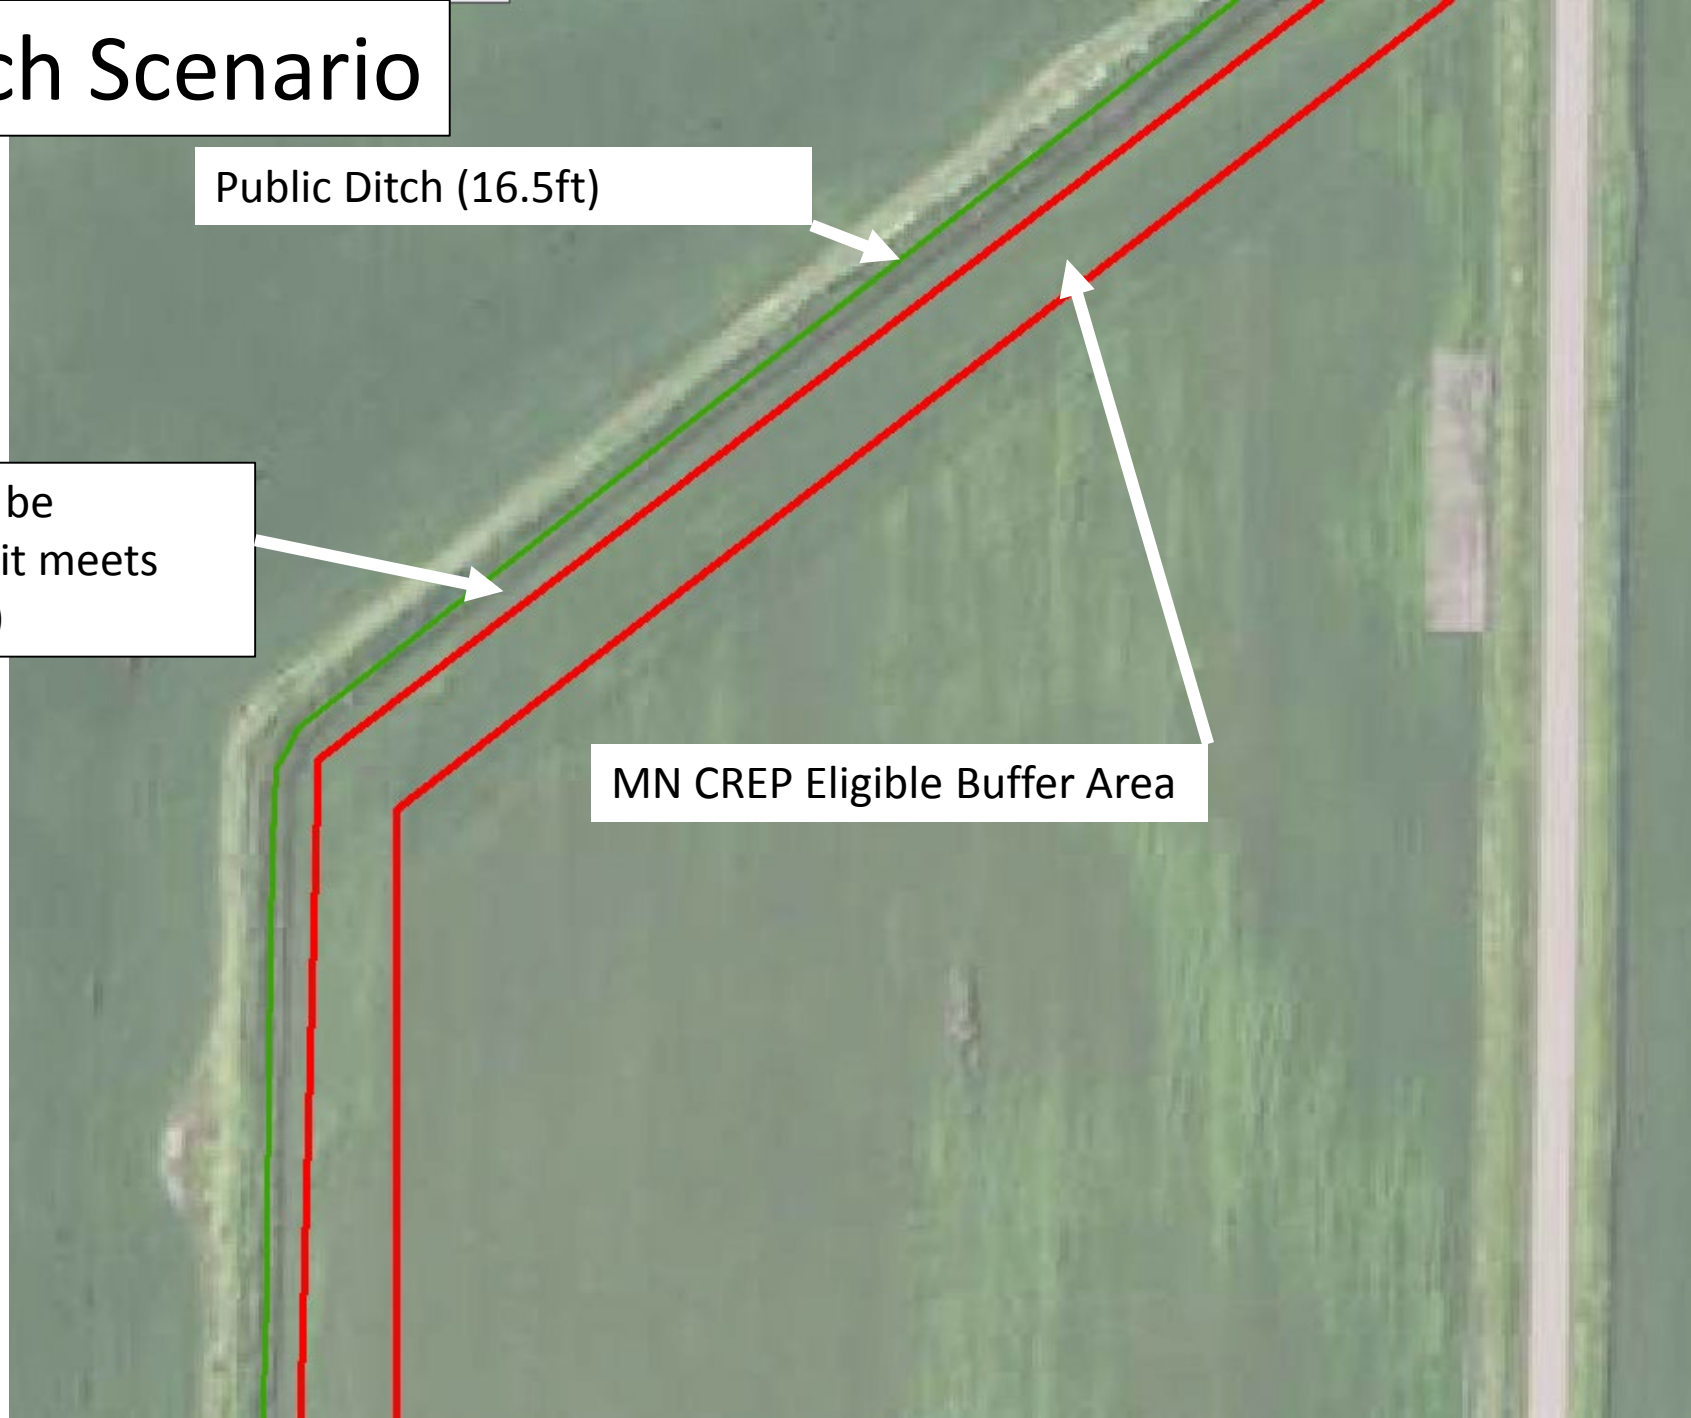 ch Scenario
Public Ditch (16.5ft)
be
it meets
)
MN CREP Eligible Buffer Area